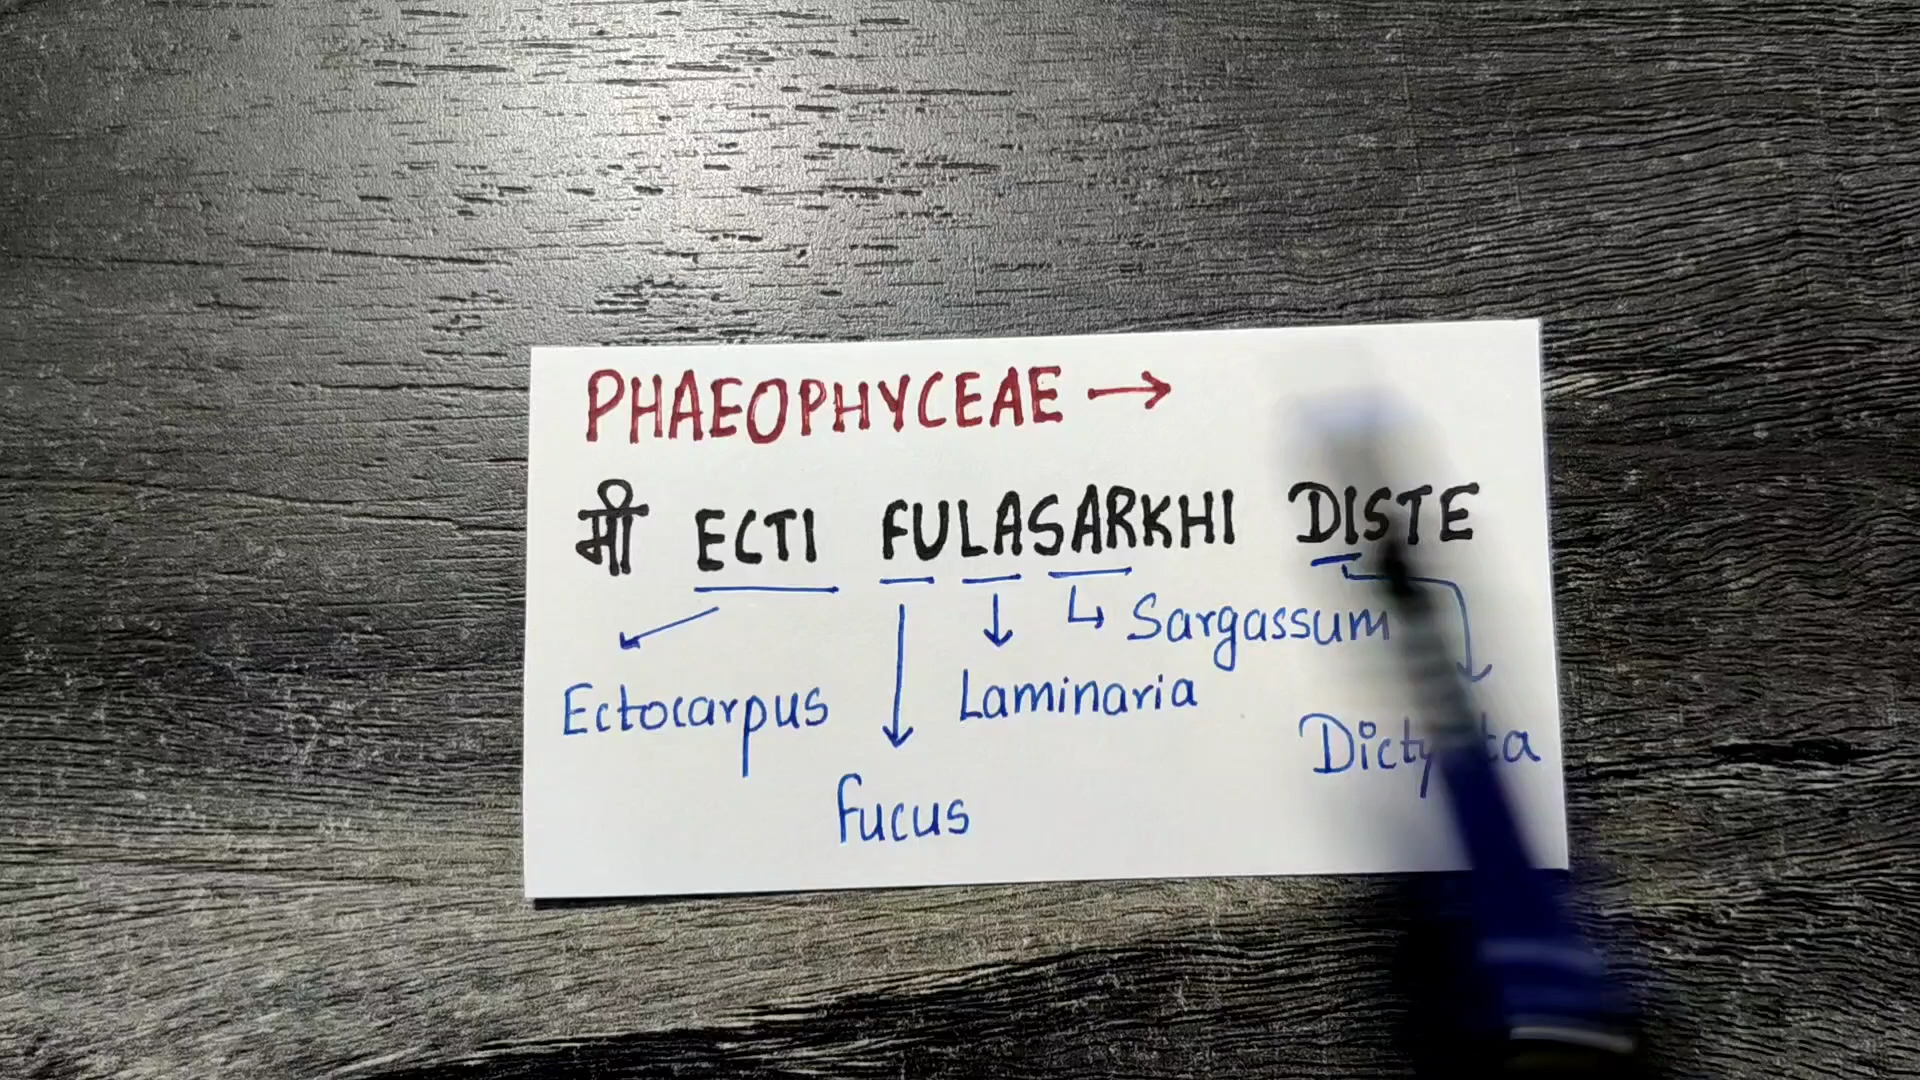 PHAEOPHYCEAE →
मी ECTI FULASARKHI DISTE
Sargassum
Ectocarpus Laminaria
fucus